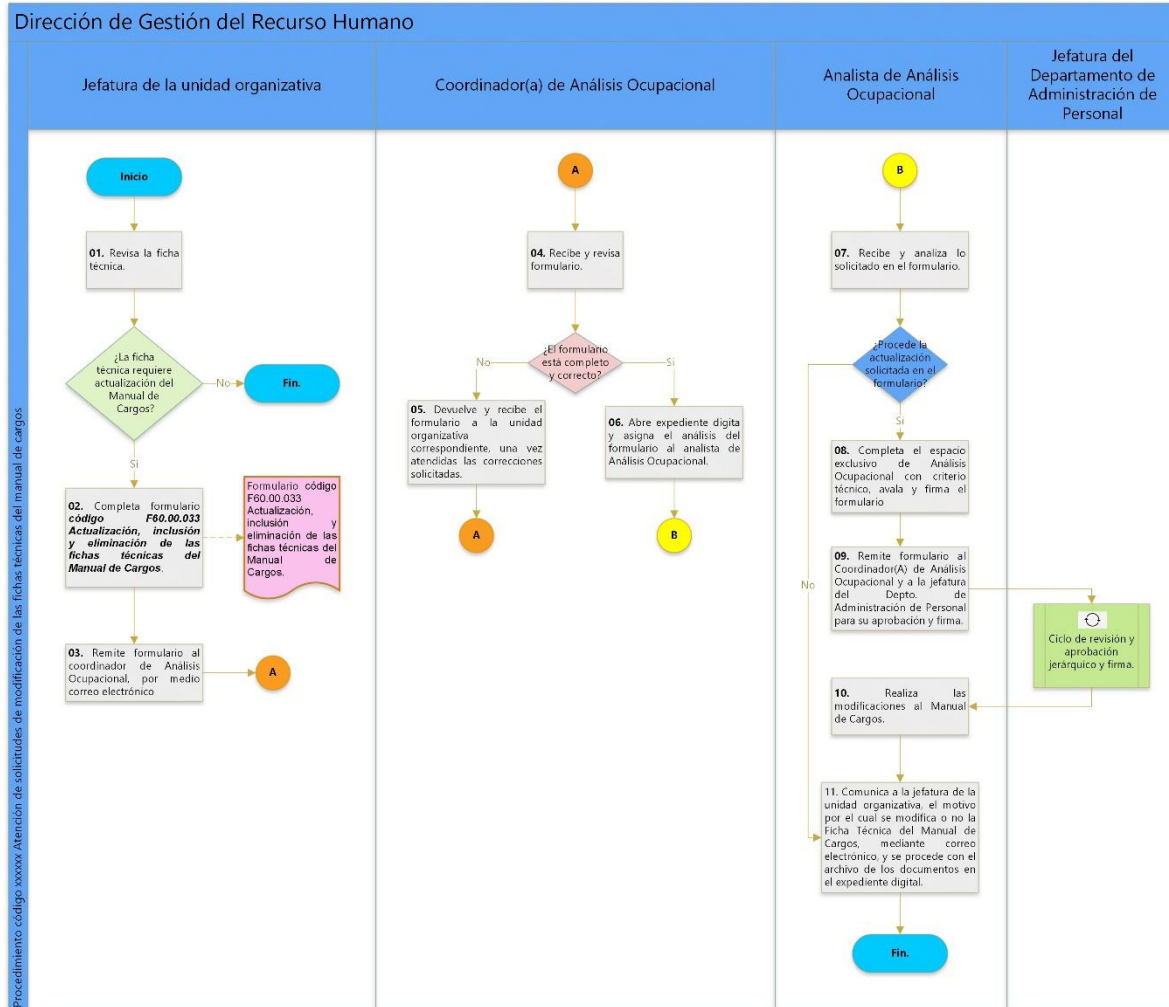 Dirección de Gestión del Recurso Humano
Procedimiento código xxxxxx Atención de solicitudes de modificación de las fichas técnicas del manual de cargos
Jefatura de la unidad organizativa
Inicio
01. Revisa la ficha
técnica.
¿La ficha
técnica requiere
actualización del
Manual de
Cargos?
No
Fin.
Si
02. Completa formulario
código F60.00.033
Actualización, inclusión
y eliminación de las
fichas técnicas del
Manual de Cargos.
Formulario código
F60.00.033
Actualización,
inclusión y
eliminación de las
fichas técnicas del
Manual de
Cargos.
03. Remite formulario al
coordinador de Análisis
Ocupacional, por medio
correo electrónico
A
Coordinador(a) de Análisis Ocupacional
A
04. Recibe y revisa
formulario.
¿El formulario
está completo
y correcto?
No
Si
05. Devuelve y recibe el
formulario a la unidad
organizativa
correspondiente, una vez
atendidas las correcciones
solicitadas.
A
06. Abre expediente digita
y asigna el análisis del
formulario al analista de
Análisis Ocupacional.
B
Analista de Análisis
Ocupacional
B
07. Recibe y analiza lo
solicitado en el formulario.
¿Procede la
actualización
solicitada en el
formulario?
No
Si
08. Completa el espacio
exclusivo de Análisis
Ocupacional con criterio
técnico, avala y firma el
formulario
09. Remite formulario al
Coordinador(A) de Análisis
Ocupacional y a la jefatura
del Depto. de
Administración de Personal
para su aprobación y firma.
10. Realiza las
modificaciones al Manual
de Cargos.
11. Comunica a la jefatura de la
unidad organizativa, el motivo
por el cual se modifica o no la
Ficha Técnica del Manual de
Cargos, mediante correo
electrónico, y se procede con el
archivo de los documentos en
el expediente digital.
Fin.
Jefatura del
Departamento de
Administración de
Personal
Ciclo de revisión y
aprobación
jerárquico y firma.